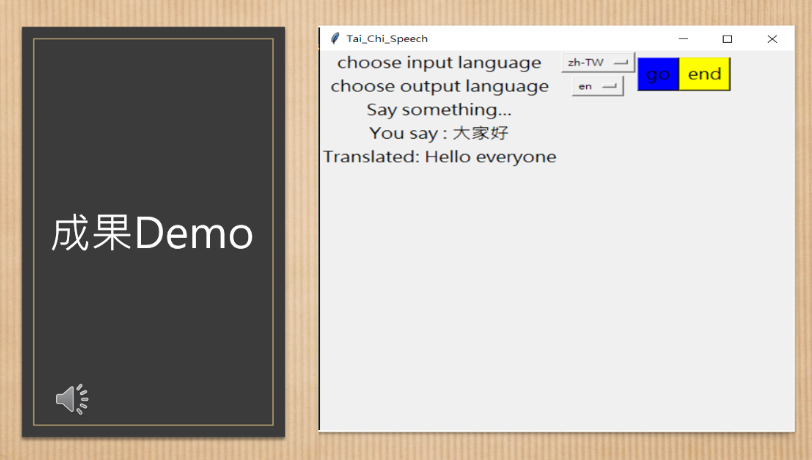 成果Demo
Tai_Chi_Speech
choose input language zh-TW go end
choose output language en
Say something...
You say : 大家好
Translated: Hello everyone